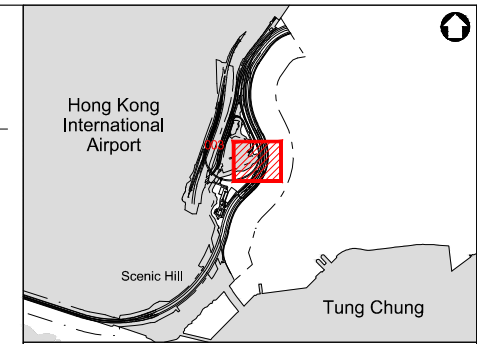 Hong Kong
International
Airport
Scenic Hill
Tung Chung